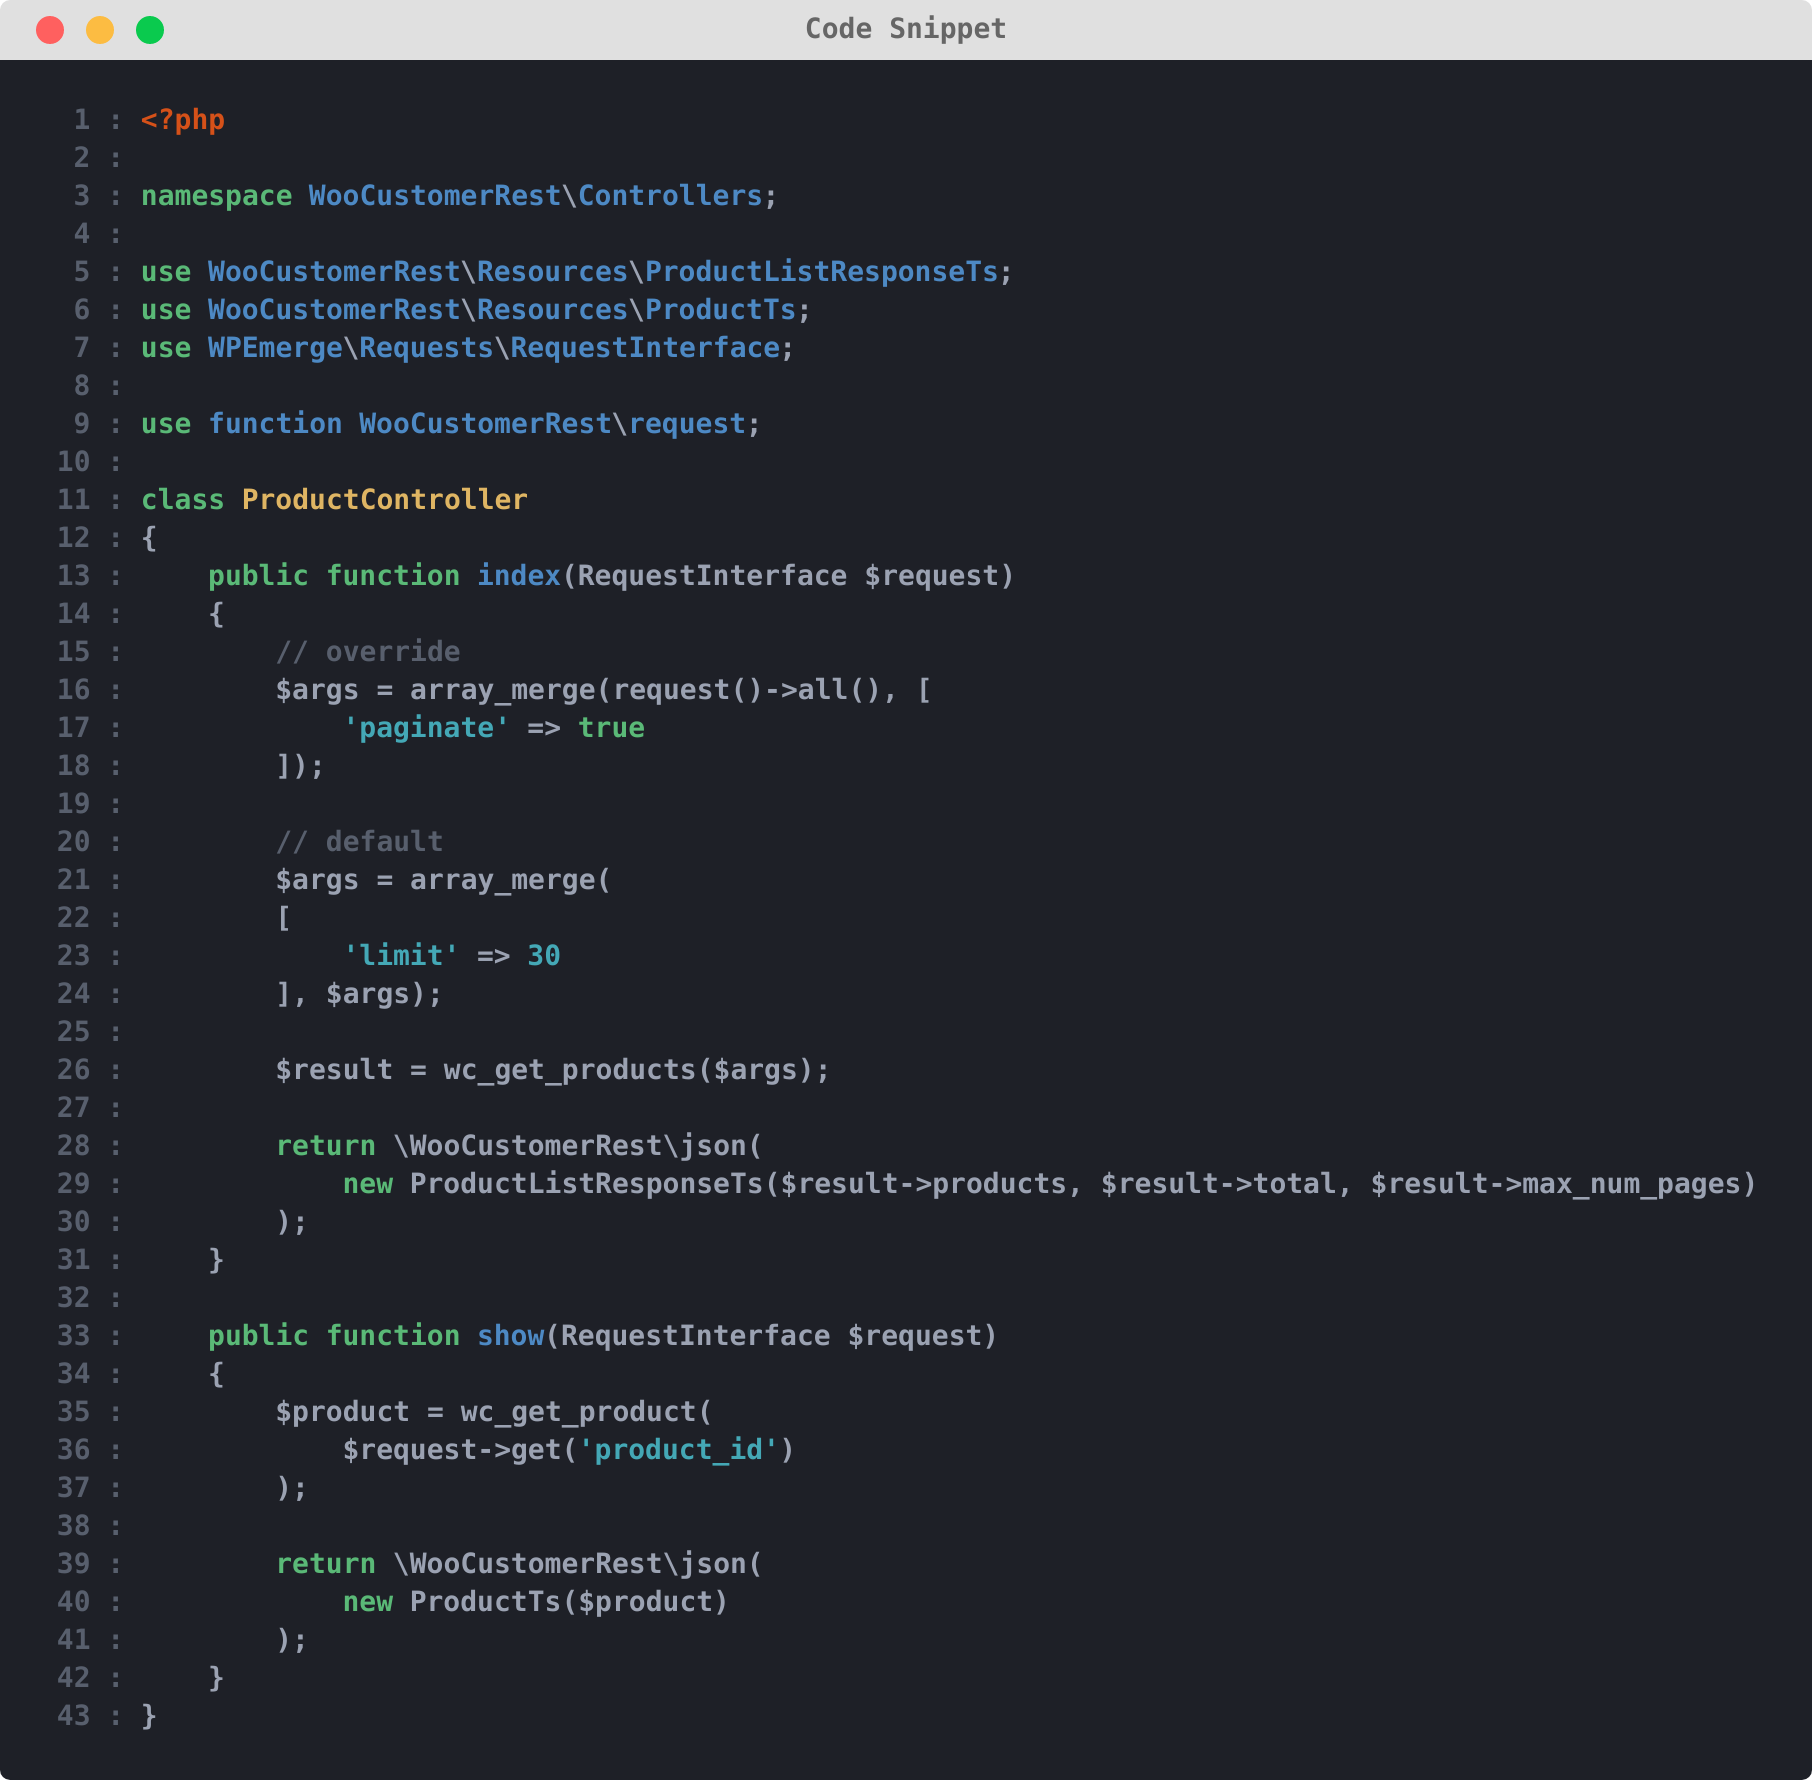 Code Snippet
1 : <?php
2 :
3 : namespace WooCustomerRest\Controllers;
4 :
5 : use WooCustomerRest\Resources\ProductListResponseTs;
6 : use WooCustomerRest\Resources\ProductTs;
7 : use WPEmerge\Requests\RequestInterface;
8 :
9 : use function WooCustomerRest\request;
10 :
11 : class ProductController
12 : {
13 :     public function index(RequestInterface $request)
14 :     {
15 :         // override
16 :         $args = array_merge(request()->all(), [
17 :             'paginate' => true
18 :         ]);
19 :
20 :         // default
21 :         $args = array_merge(
22 :         [
23 :             'limit' => 30
24 :         ], $args);
25 :
26 :         $result = wc_get_products($args);
27 :
28 :         return \WooCustomerRest\json(
29 :             new ProductListResponseTs($result->products, $result->total, $result->max_num_pages)
30 :         );
31 :     }
32 :
33 :     public function show(RequestInterface $request)
34 :     {
35 :         $product = wc_get_product(
36 :             $request->get('product_id')
37 :         );
38 :
39 :         return \WooCustomerRest\json(
40 :             new ProductTs($product)
41 :         );
42 :     }
43 : }